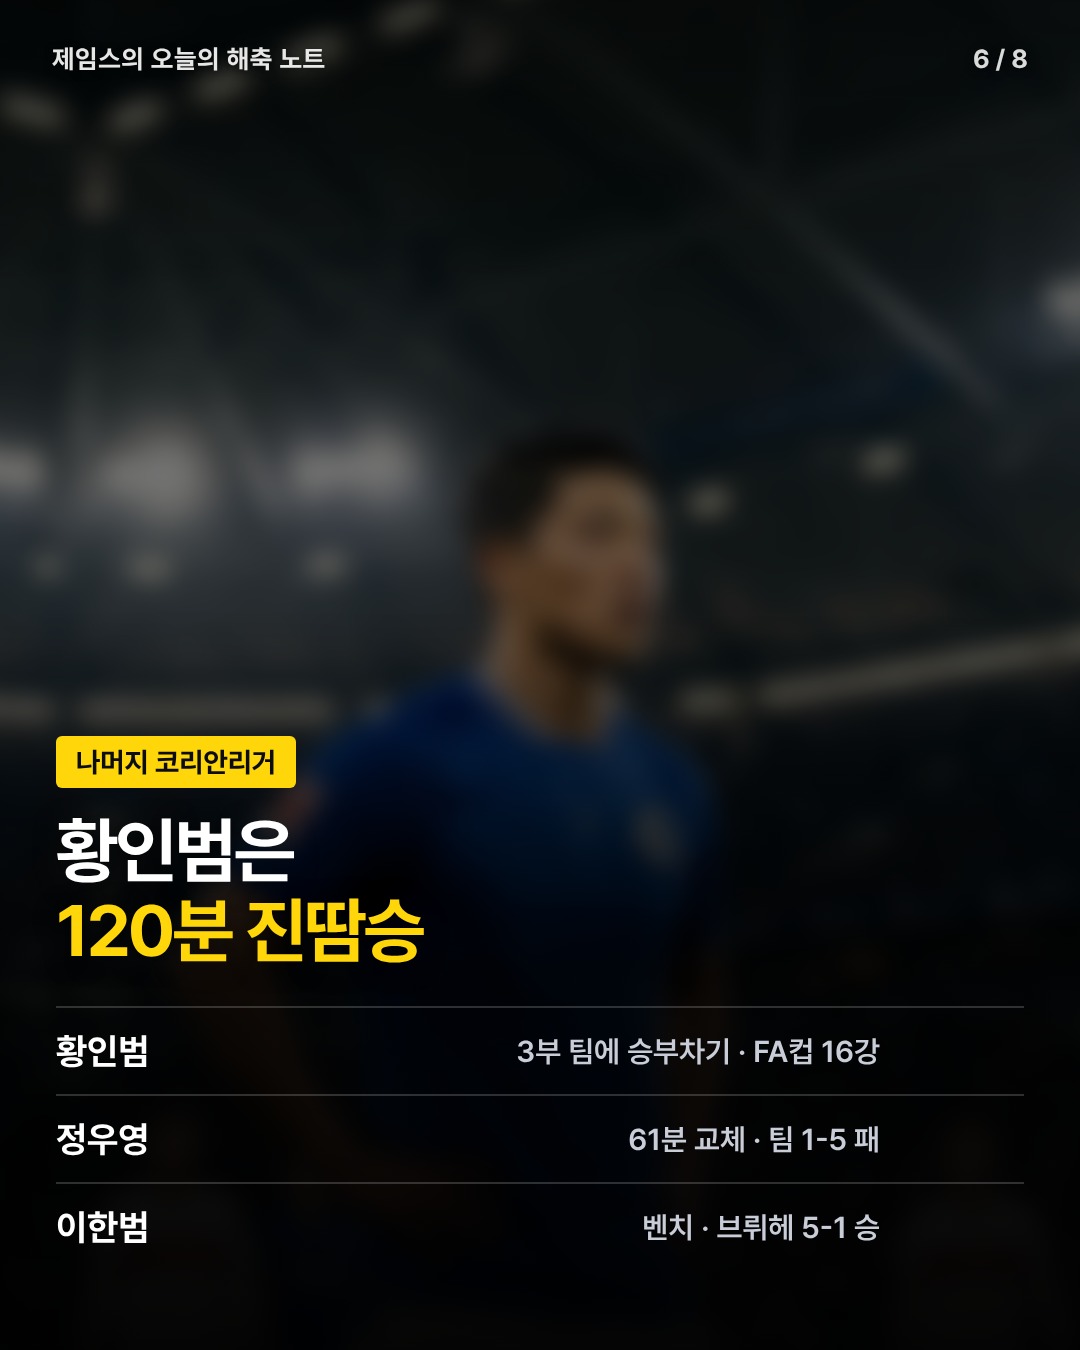 제임스의 오늘의 해축 노트
6 / 8
나머지 코리안리거
황인범은
120분 진땀승
황인범
3부 팀에 승부차기 · FA컵 16강
정우영
61분 교체 · 팀 1-5 패
이한범
벤치 · 브뤼헤 5-1 승